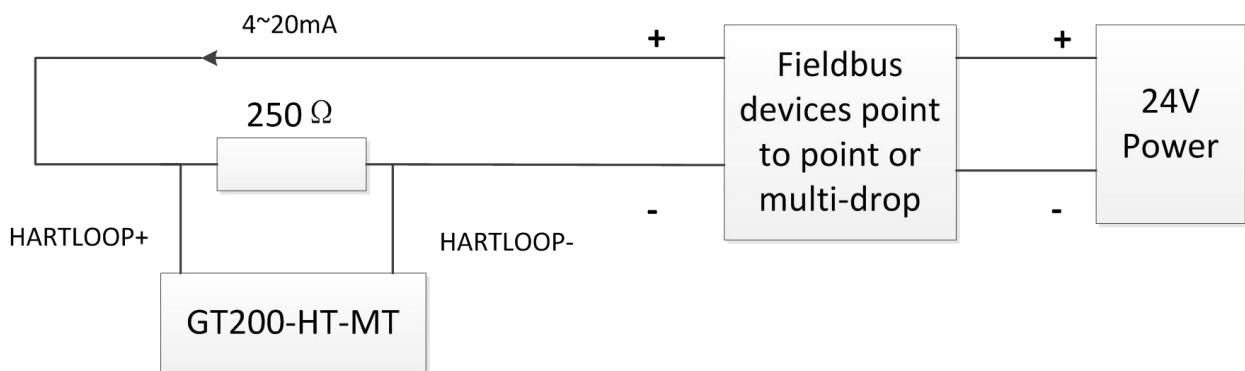 4~20mA
+
+
250 Ω
Fieldbus
devices point
to point or
multi-drop
24V
Power
-
-
HARTLOOP+
HARTLOOP-
GT200-HT-MT